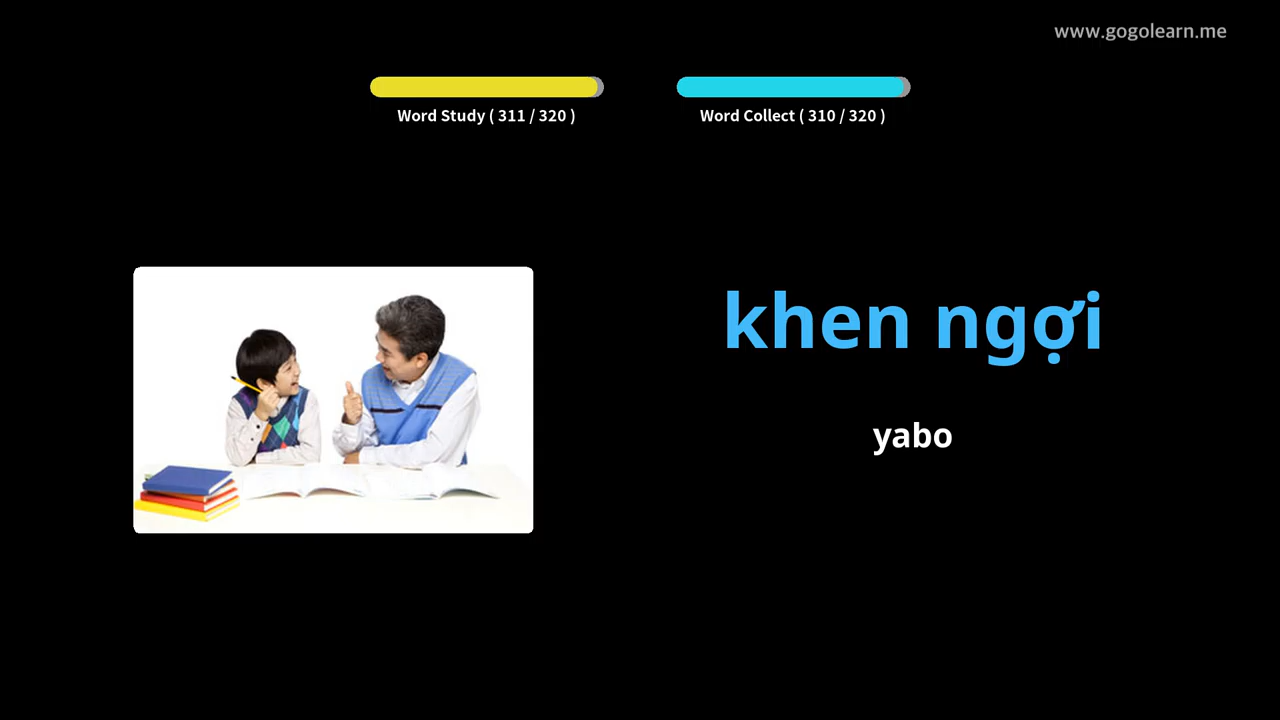 www.gogolearn.me
Word Study ( 311 / 320 )
Word Collect ( 310 / 320 )
khen ngợi
yabo